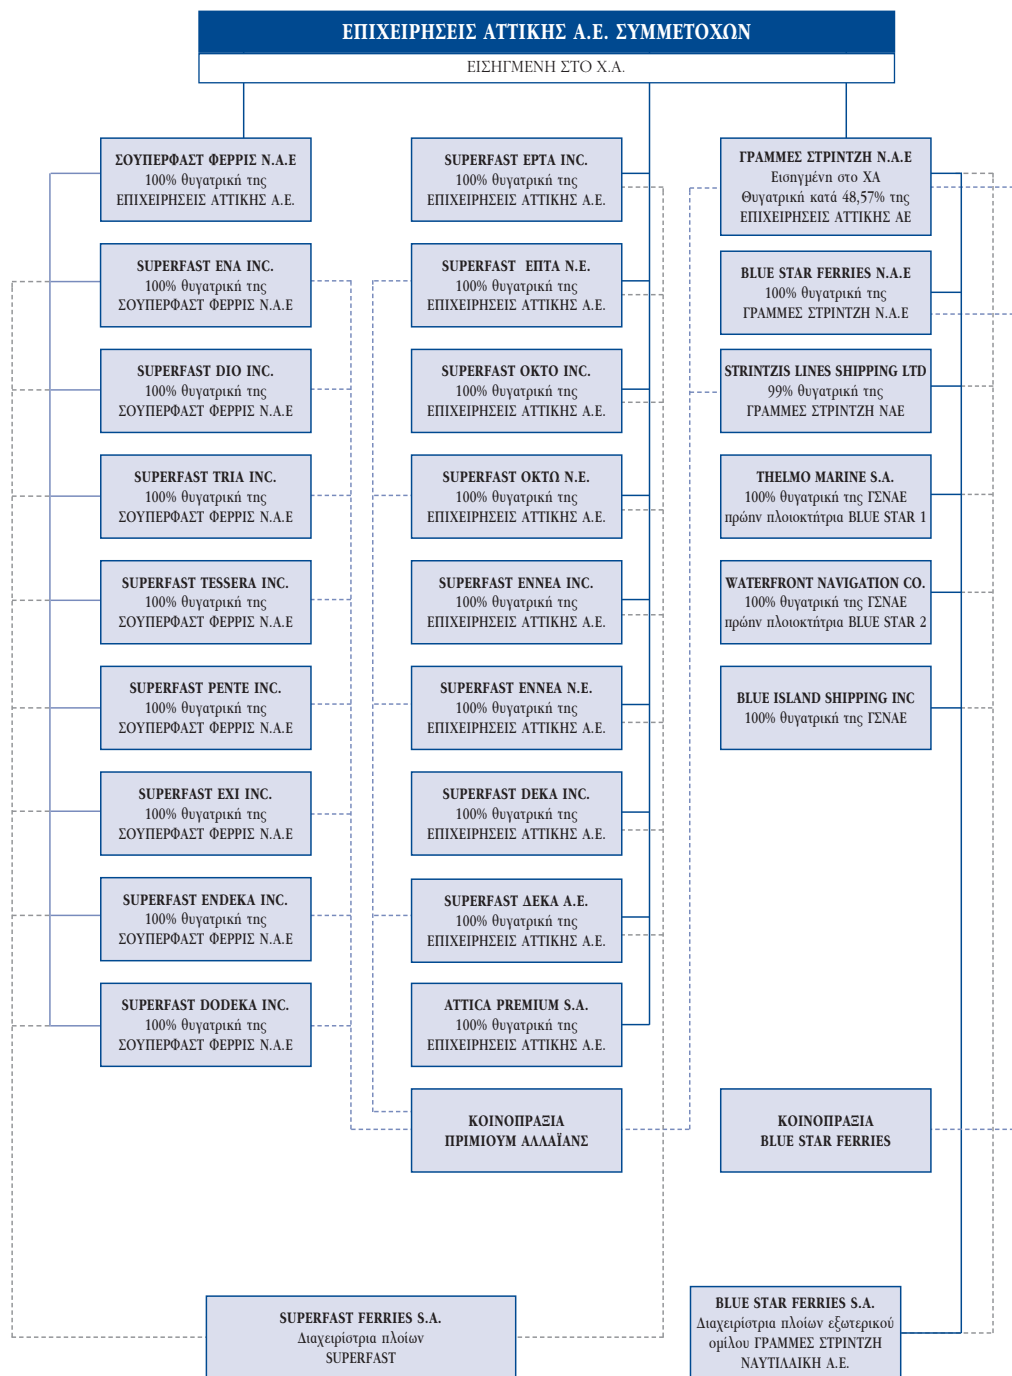 ΕΠΙΧΕΙΡΗΣΕΙΣ ΑΤΤΙΚΗΣ Α.Ε. ΣΥΜΜΕΤΟΧΩΝ
ΕΙΣΗΓΜΕΝΗ ΣΤΟ Χ.Α.
ΣΟΥΠΕΡΦΑΣΤ ΦΕΡΡΙΣ Ν.Α.Ε
100% θυγατρική της
ΕΠΙΧΕΙΡΗΣΕΙΣ ΑΤΤΙΚΗΣ Α.Ε.
SUPERFAST ENA INC.
100% θυγατρική της
ΣΟΥΠΕΡΦΑΣΤ ΦΕΡΡΙΣ Ν.Α.Ε
SUPERFAST DIO INC.
100% θυγατρική της
ΣΟΥΠΕΡΦΑΣΤ ΦΕΡΡΙΣ Ν.Α.Ε
SUPERFAST TRIA INC.
100% θυγατρική της
ΣΟΥΠΕΡΦΑΣΤ ΦΕΡΡΙΣ Ν.Α.Ε
SUPERFAST TESSERA INC.
100% θυγατρική της
ΣΟΥΠΕΡΦΑΣΤ ΦΕΡΡΙΣ Ν.Α.Ε
SUPERFAST PENTE INC.
100% θυγατρική της
ΣΟΥΠΕΡΦΑΣΤ ΦΕΡΡΙΣ Ν.Α.Ε
SUPERFAST EXI INC.
100% θυγατρική της
ΣΟΥΠΕΡΦΑΣΤ ΦΕΡΡΙΣ Ν.Α.Ε
SUPERFAST ENDEKA INC.
100% θυγατρική της
ΣΟΥΠΕΡΦΑΣΤ ΦΕΡΡΙΣ Ν.Α.Ε
SUPERFAST DODEKA INC.
100% θυγατρική της
ΣΟΥΠΕΡΦΑΣΤ ΦΕΡΡΙΣ Ν.Α.Ε
SUPERFAST EPTA INC.
100% θυγατρική της
ΕΠΙΧΕΙΡΗΣΕΙΣ ΑΤΤΙΚΗΣ Α.Ε.
SUPERFAST ΕΠΤΑ Ν.Ε.
100% θυγατρική της
ΕΠΙΧΕΙΡΗΣΕΙΣ ΑΤΤΙΚΗΣ Α.Ε.
SUPERFAST OKTO INC.
100% θυγατρική της
ΕΠΙΧΕΙΡΗΣΕΙΣ ΑΤΤΙΚΗΣ Α.Ε.
SUPERFAST ΟΚΤΩ Ν.Ε.
100% θυγατρική της
ΕΠΙΧΕΙΡΗΣΕΙΣ ΑΤΤΙΚΗΣ Α.Ε.
SUPERFAST ENNEA INC.
100% θυγατρική της
ΕΠΙΧΕΙΡΗΣΕΙΣ ΑΤΤΙΚΗΣ Α.Ε.
SUPERFAST ΕΝΝΕΑ Ν.Ε.
100% θυγατρική της
ΕΠΙΧΕΙΡΗΣΕΙΣ ΑΤΤΙΚΗΣ Α.Ε.
SUPERFAST DEKA INC.
100% θυγατρική της
ΕΠΙΧΕΙΡΗΣΕΙΣ ΑΤΤΙΚΗΣ Α.Ε.
SUPERFAST ΔΕΚΑ Α.Ε.
100% θυγατρική της
ΕΠΙΧΕΙΡΗΣΕΙΣ ΑΤΤΙΚΗΣ Α.Ε.
ATTICA PREMIUM S.A.
100% θυγατρική της
ΕΠΙΧΕΙΡΗΣΕΙΣ ΑΤΤΙΚΗΣ Α.Ε.
ΚΟΙΝΟΠΡΑΞΙΑ
ΠΡΙΜΙΟΥΜ ΑΛΛΑΪΑΝΣ
ΓΡΑΜΜΕΣ ΣΤΡΙΝΤΖΗ Ν.Α.Ε
Εισηγμένη στο ΧΑ
Θυγατρική κατά 48,57% της
ΕΠΙΧΕΙΡΗΣΕΙΣ ΑΤΤΙΚΗΣ ΑΕ
BLUE STAR FERRIES N.A.E
100% θυγατρική της
ΓΡΑΜΜΕΣ ΣΤΡΙΝΤΖΗ Ν.Α.Ε
STRINTZIS LINES SHIPPING LTD
99% θυγατρική της
ΓΡΑΜΜΕΣ ΣΤΡΙΝΤΖΗ ΝΑΕ
THELMO MARINE S.A.
100% θυγατρική της ΓΣΝΑΕ
πρώην πλοιοκτήτρια BLUE STAR 1
WATERFRONT NAVIGATION CO.
100% θυγατρική της ΓΣΝΑΕ
πρώην πλοιοκτήτρια BLUE STAR 2
BLUE ISLAND SHIPPING INC
100% θυγατρική της ΓΣΝΑΕ
ΚΟΙΝΟΠΡΑΞΙΑ
BLUE STAR FERRIES
SUPERFAST FERRIES S.A.
Διαχειρίστρια πλοίων
SUPERFAST
BLUE STAR FERRIES S.A.
Διαχειρίστρια πλοίων εξωτερικού
ομίλου ΓΡΑΜΜΕΣ ΣΤΡΙΝΤΖΗ
ΝΑΥΤΙΛΑΙΚΗ Α.Ε.